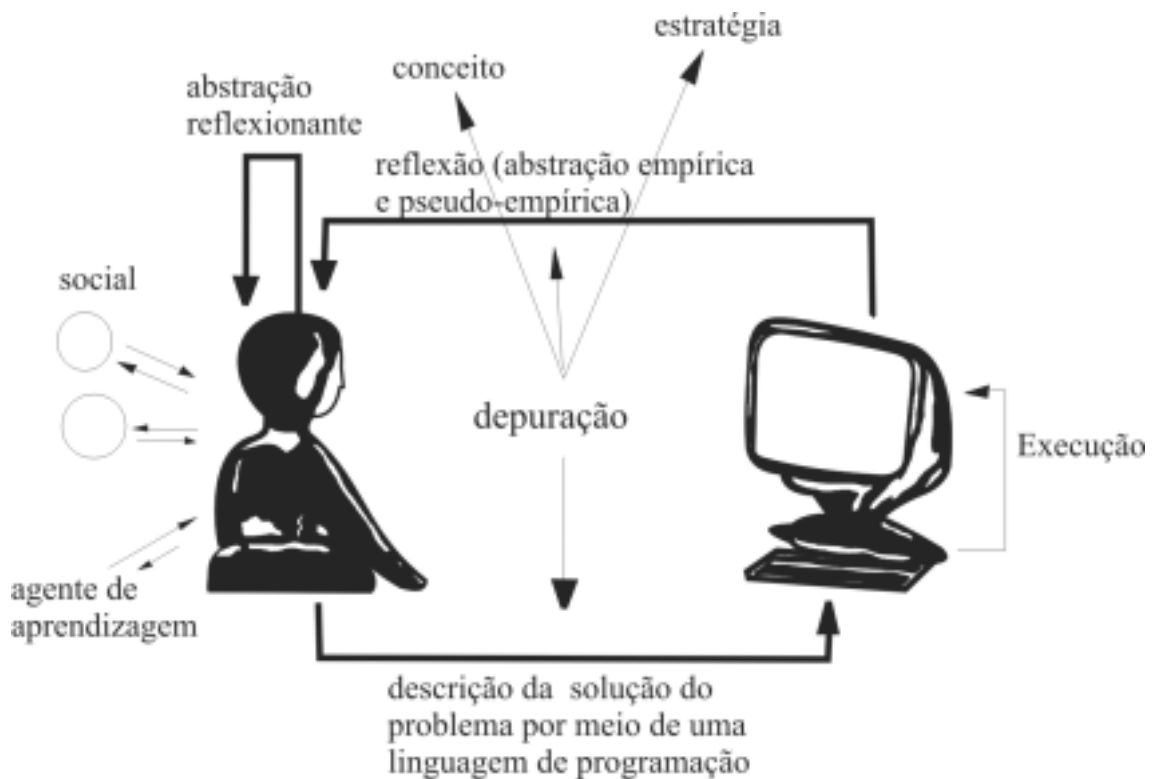 estratégia
conceito
abstração
reflexionante
reflexão (abstração empírica
e pseudo-empírica)
social
depuração
Execução
agente de
aprendizagem
descrição da solução do
problema por meio de uma
linguagem de programação